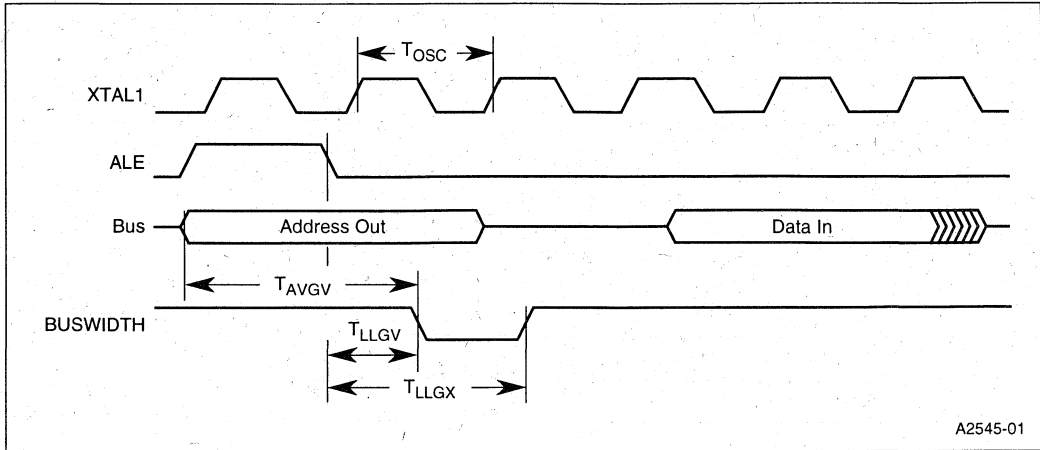 TOSC
XTAL1
ALE
Bus
Address Out
Data In
TAVGV
BUSWIDTH
TLLGV
TLLGX
A2545-01